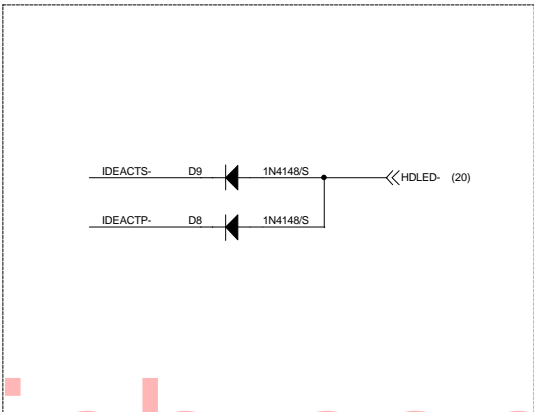 IDEACTS- D9 1N4148/S HDLED- (20)
IDEACTP- D8 1N4148/S